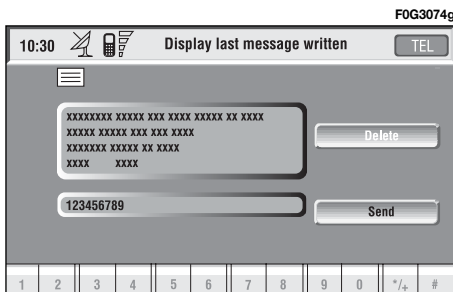 F0G3074g
10:30 Display last message written TEL
xxxxxxxx xxxxx xxx xxxx xxxxx xx xxxx
xxxxx xxxxx xxx xxx xxxx
xxxxxxx xxxxx xx xxxx
xxxx xxxx
Delete
123456789
Send
1 2 3 4 5 6 7 8 9 0 */+ #